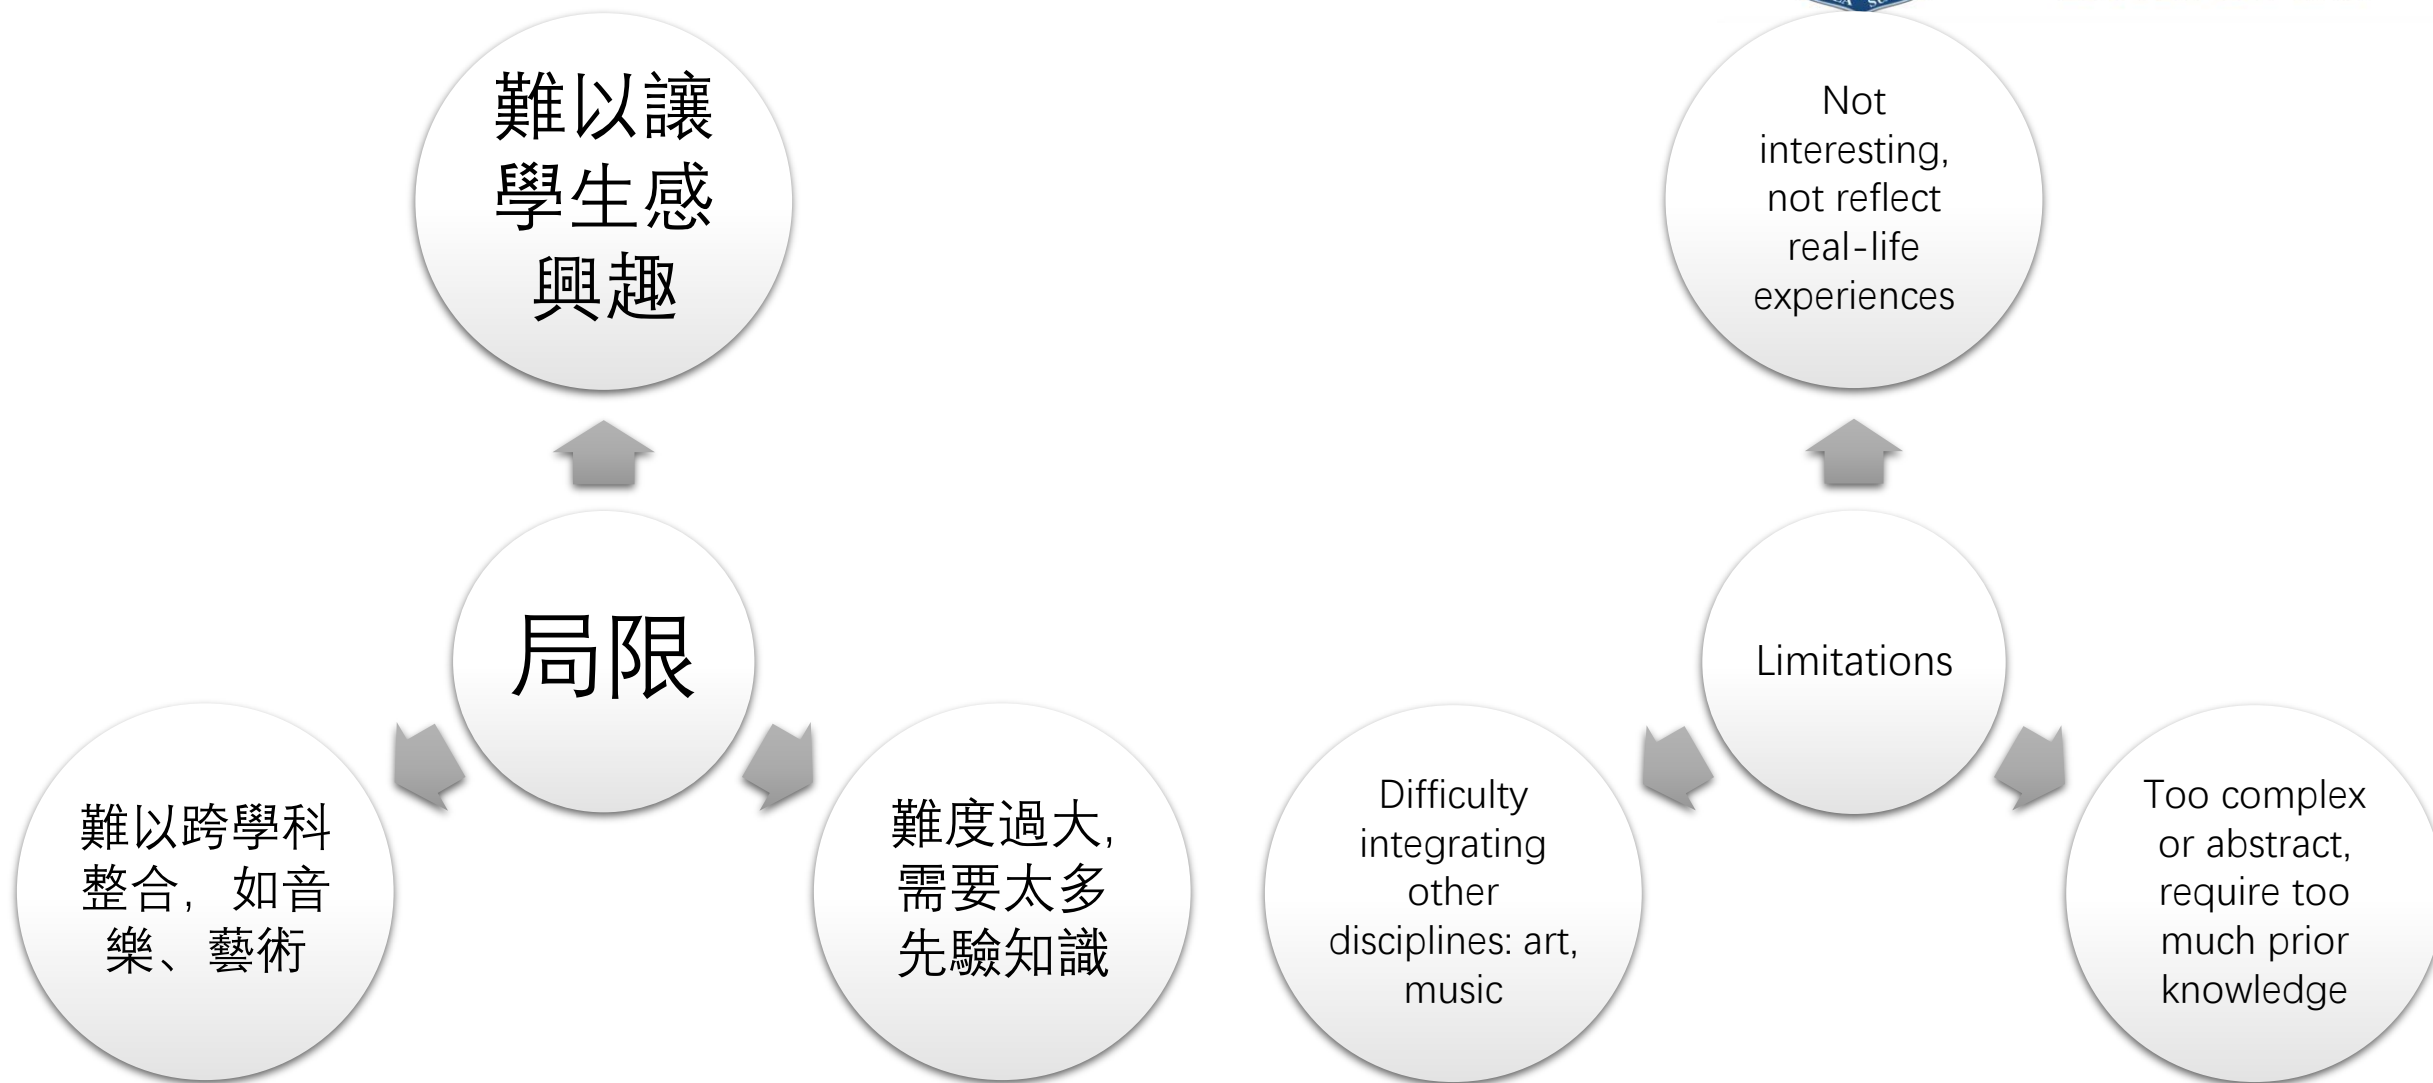 難以讓
學生感
興趣
局限
難以跨學科
整合，如音
樂、藝術
難度過大，
需要太多
先驗知識
Not
interesting,
not reflect
real-life
experiences
Limitations
Difficulty
integrating
other
disciplines: art,
music
Too complex
or abstract,
require too
much prior
knowledge